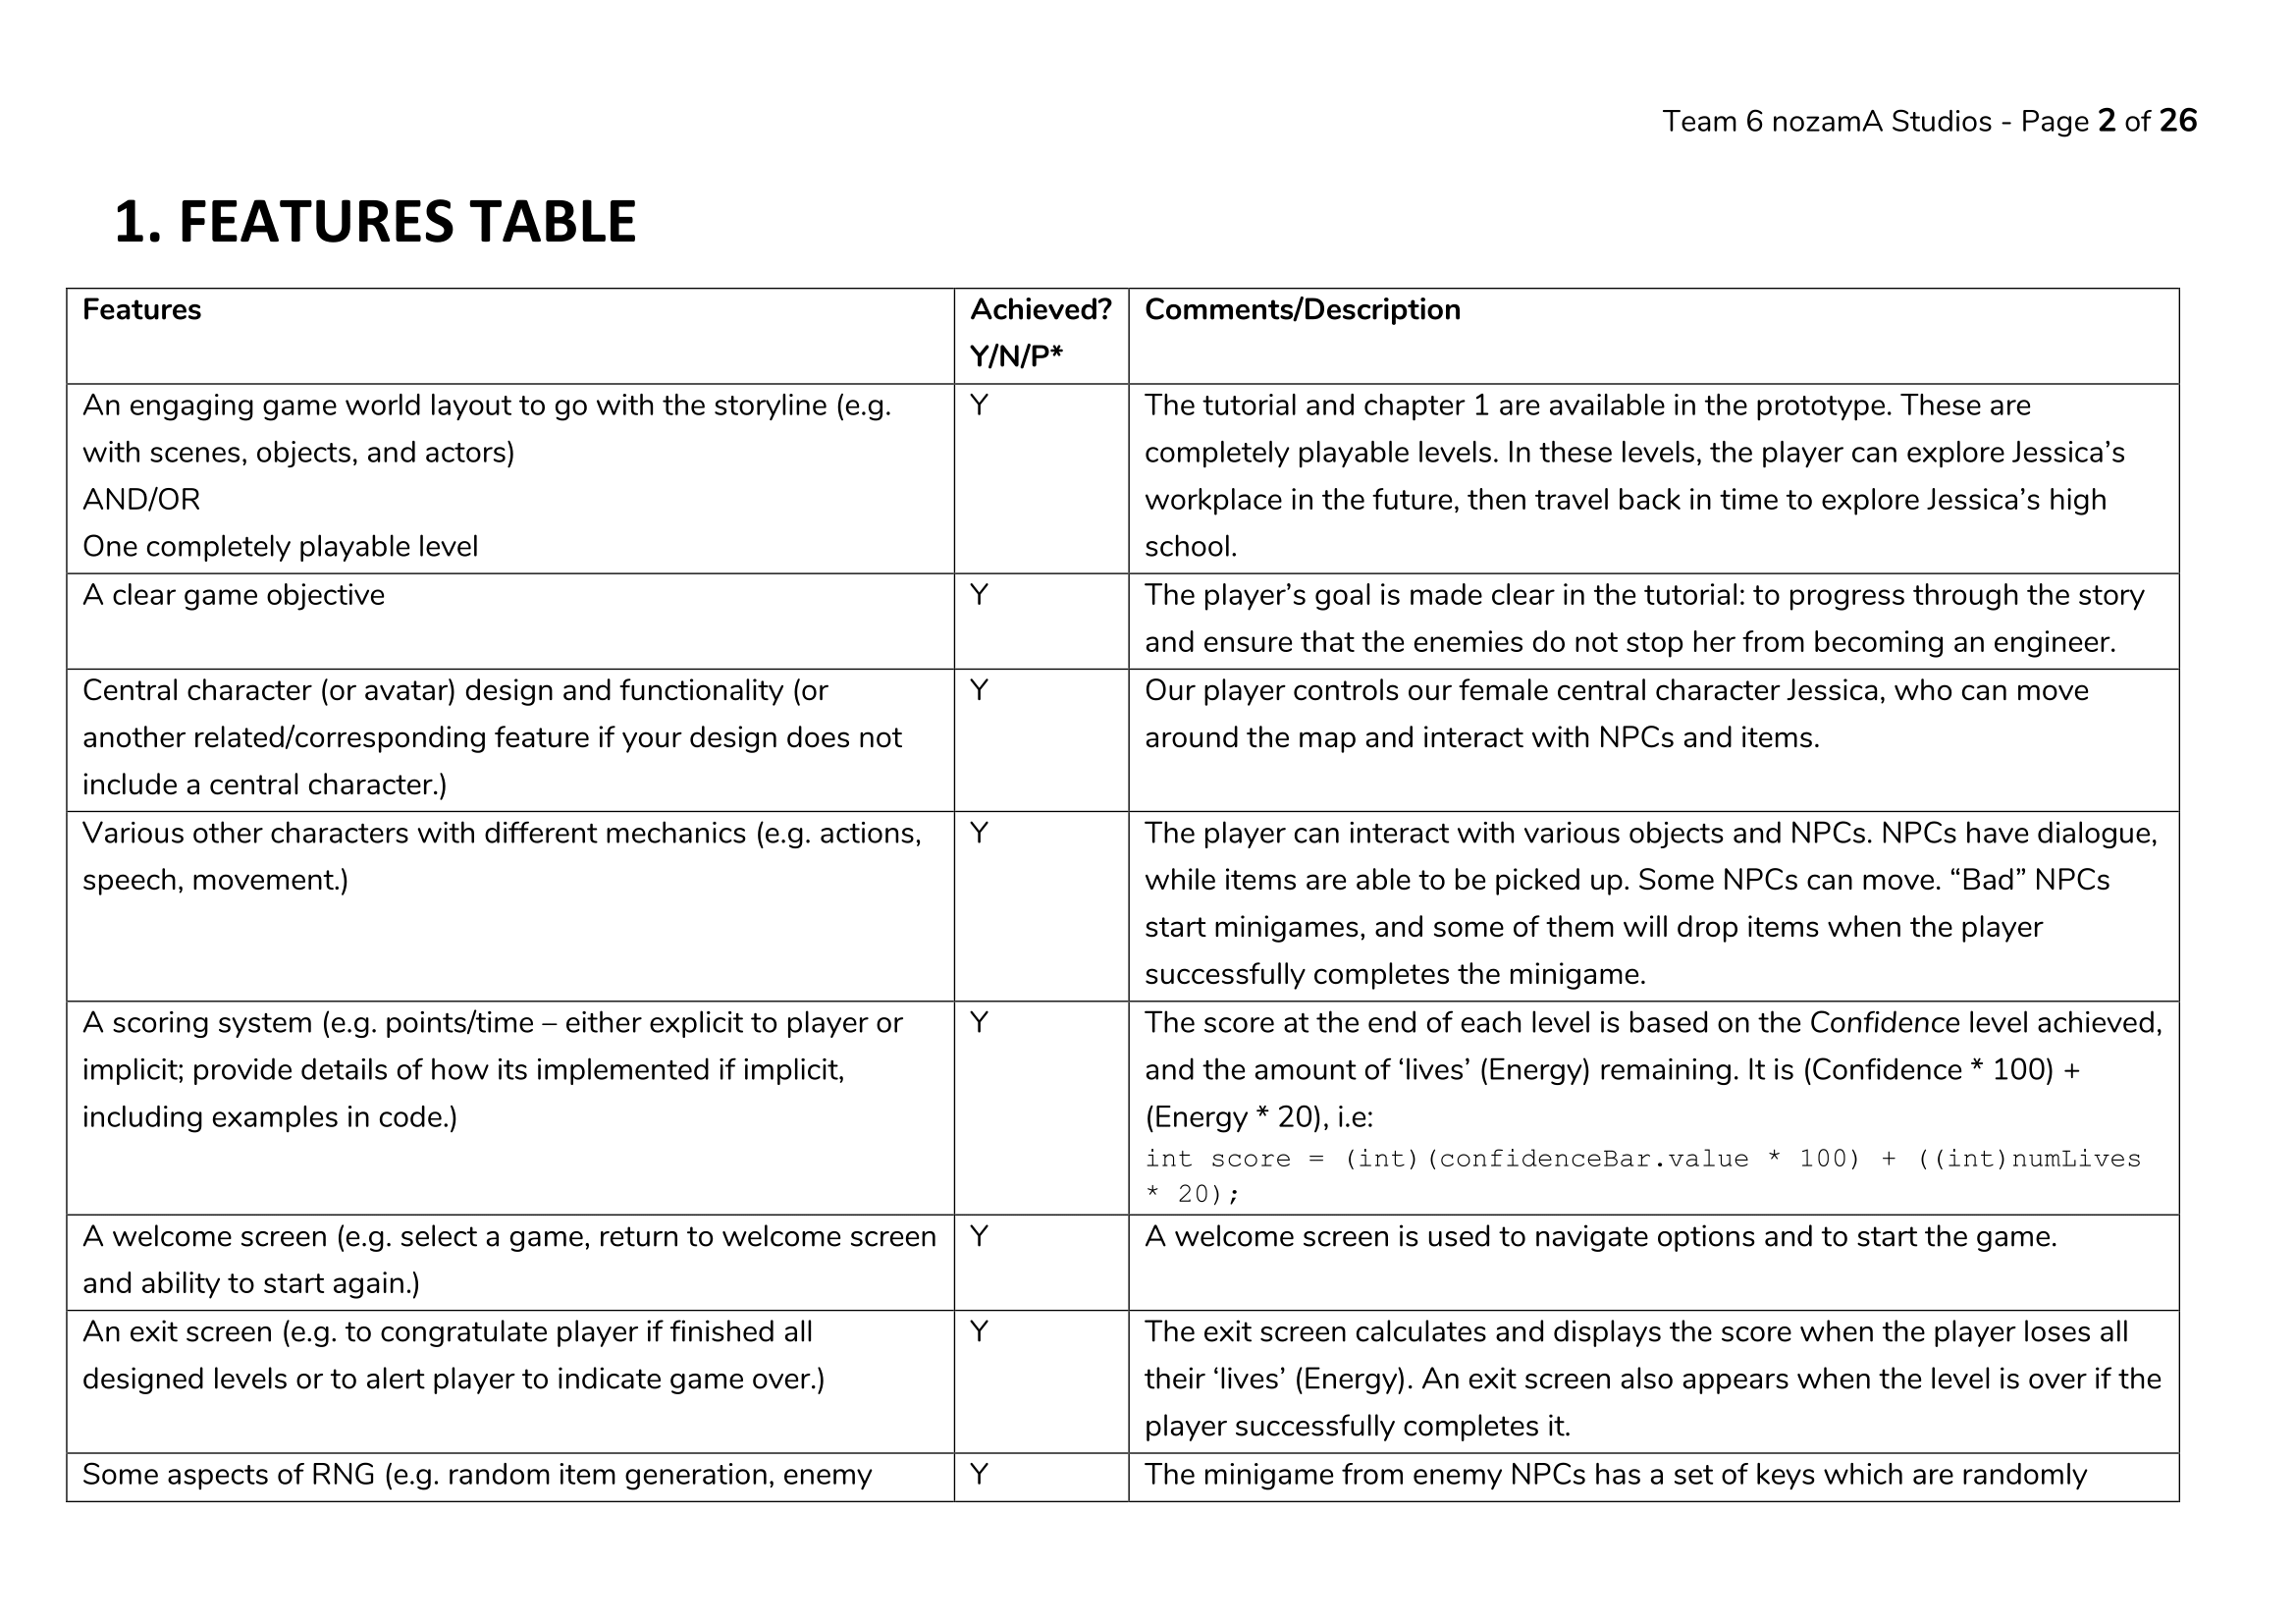 Team 6 nozamA Studios - Page 2 of 26
1. FEATURES TABLE
Features
Achieved?
Y/N/P*
Comments/Description
An engaging game world layout to go with the storyline (e.g.
with scenes, objects, and actors)
AND/OR
One completely playable level
Y
The tutorial and chapter 1 are available in the prototype. These are
completely playable levels. In these levels, the player can explore Jessica’s
workplace in the future, then travel back in time to explore Jessica’s high
school.
A clear game objective
Y
The player’s goal is made clear in the tutorial: to progress through the story
and ensure that the enemies do not stop her from becoming an engineer.
Central character (or avatar) design and functionality (or
another related/corresponding feature if your design does not
include a central character.)
Y
Our player controls our female central character Jessica, who can move
around the map and interact with NPCs and items.
Various other characters with different mechanics (e.g. actions,
speech, movement.)
Y
The player can interact with various objects and NPCs. NPCs have dialogue,
while items are able to be picked up. Some NPCs can move. “Bad” NPCs
start minigames, and some of them will drop items when the player
successfully completes the minigame.
A scoring system (e.g. points/time – either explicit to player or
implicit; provide details of how its implemented if implicit,
including examples in code.)
Y
The score at the end of each level is based on the Confidence level achieved,
and the amount of ‘lives’ (Energy) remaining. It is (Confidence * 100) +
(Energy * 20), i.e:
int score = (int)(confidenceBar.value * 100) + ((int)numLives
* 20);
A welcome screen (e.g. select a game, return to welcome screen
and ability to start again.)
Y
A welcome screen is used to navigate options and to start the game.
An exit screen (e.g. to congratulate player if finished all
designed levels or to alert player to indicate game over.)
Y
The exit screen calculates and displays the score when the player loses all
their ‘lives’ (Energy). An exit screen also appears when the level is over if the
player successfully completes it.
Some aspects of RNG (e.g. random item generation, enemy
Y
The minigame from enemy NPCs has a set of keys which are randomly